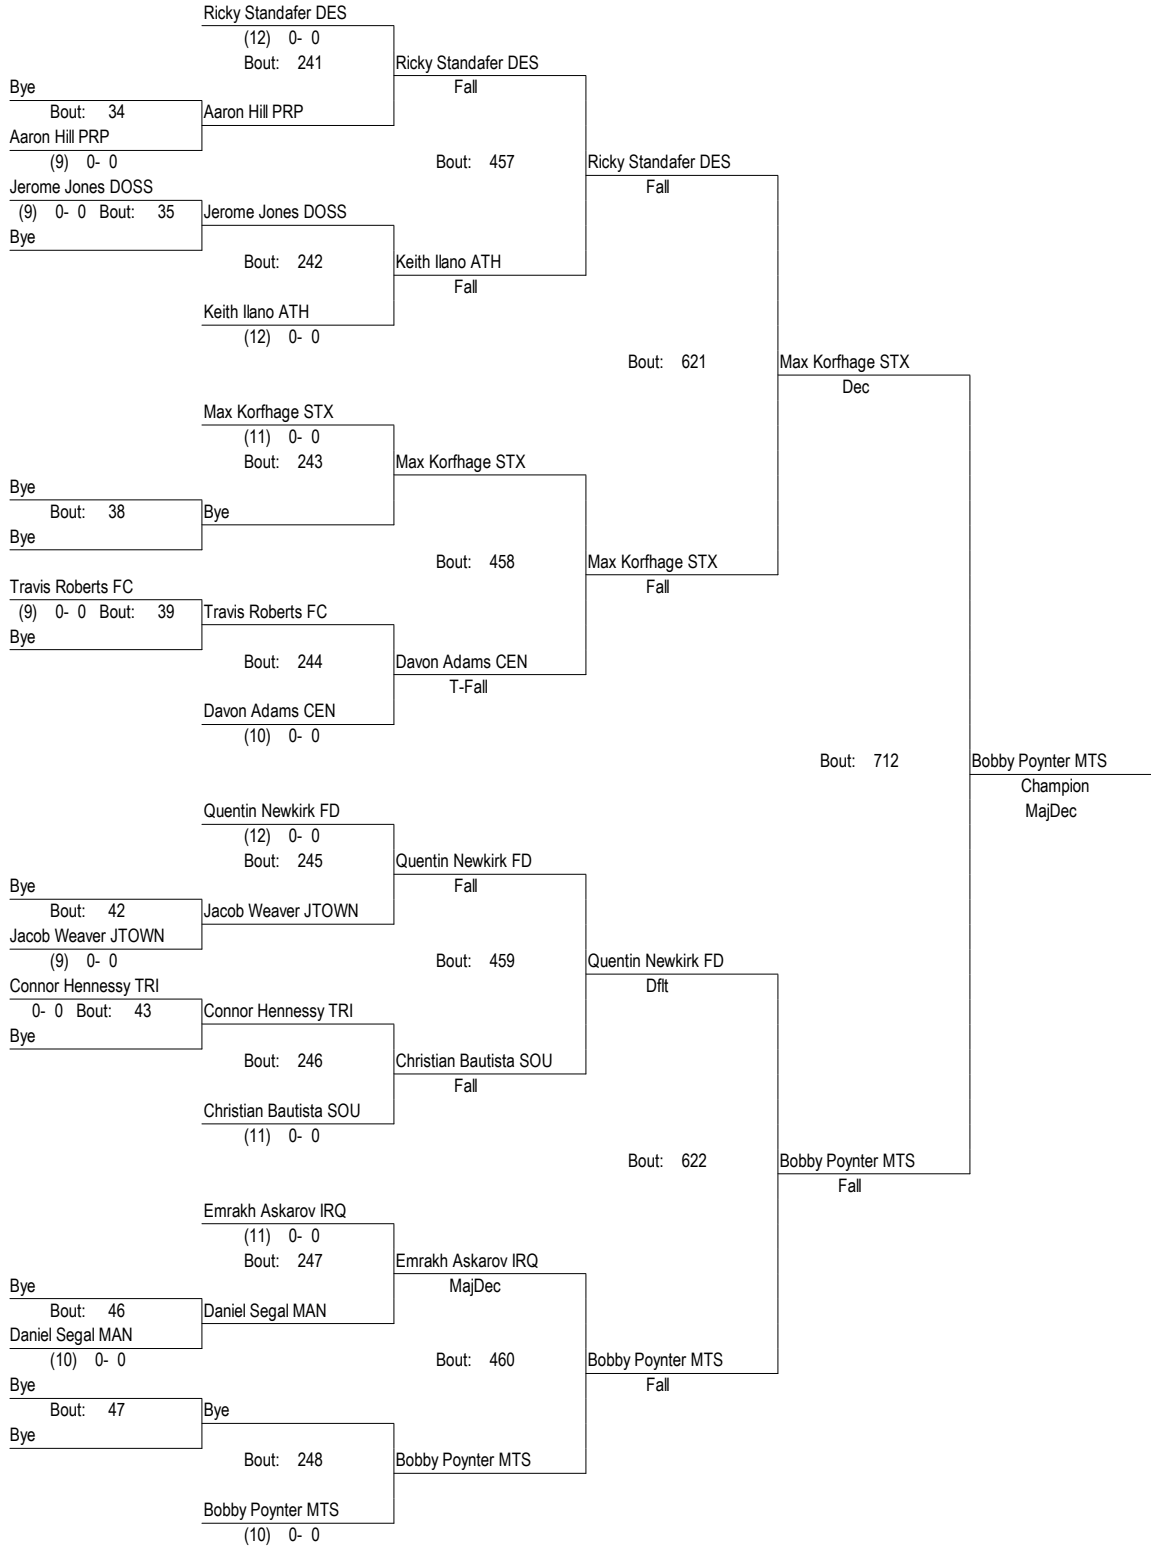 Ricky Standafer DES
(12) 0- 0
Bout: 241
Ricky Standafer DES
Fall
Bye
Bout: 34
Aaron Hill PRP
Aaron Hill PRP
(9) 0- 0
Bout: 457
Ricky Standafer DES
Fall
Jerome Jones DOSS
(9) 0- 0 Bout: 35
Jerome Jones DOSS
Bye
Bout: 242
Keith Ilano ATH
Fall
Keith Ilano ATH
(12) 0- 0
Bout: 621
Max Korfhage STX
Dec
Max Korfhage STX
(11) 0- 0
Bout: 243
Max Korfhage STX
Bye
Bout: 38
Bye
Bye
Bout: 458
Max Korfhage STX
Fall
Travis Roberts FC
(9) 0- 0 Bout: 39
Travis Roberts FC
Bye
Bout: 244
Davon Adams CEN
T-Fall
Davon Adams CEN
(10) 0- 0
Bout: 712
Bobby Poynter MTS
Champion
MajDec
Quentin Newkirk FD
(12) 0- 0
Bout: 245
Quentin Newkirk FD
Fall
Bye
Bout: 42
Jacob Weaver JTOWN
Jacob Weaver JTOWN
(9) 0- 0
Bout: 459
Quentin Newkirk FD
Dflt
Connor Hennessy TRI
0- 0 Bout: 43
Connor Hennessy TRI
Bye
Bout: 246
Christian Bautista SOU
Fall
Christian Bautista SOU
(11) 0- 0
Bout: 622
Bobby Poynter MTS
Fall
Emrakh Askarov IRQ
(11) 0- 0
Bout: 247
Emrakh Askarov IRQ
MajDec
Bye
Bout: 46
Daniel Segal MAN
Daniel Segal MAN
(10) 0- 0
Bout: 460
Bobby Poynter MTS
Fall
Bye
Bout: 47
Bye
Bye
Bout: 248
Bobby Poynter MTS
Bobby Poynter MTS
(10) 0- 0